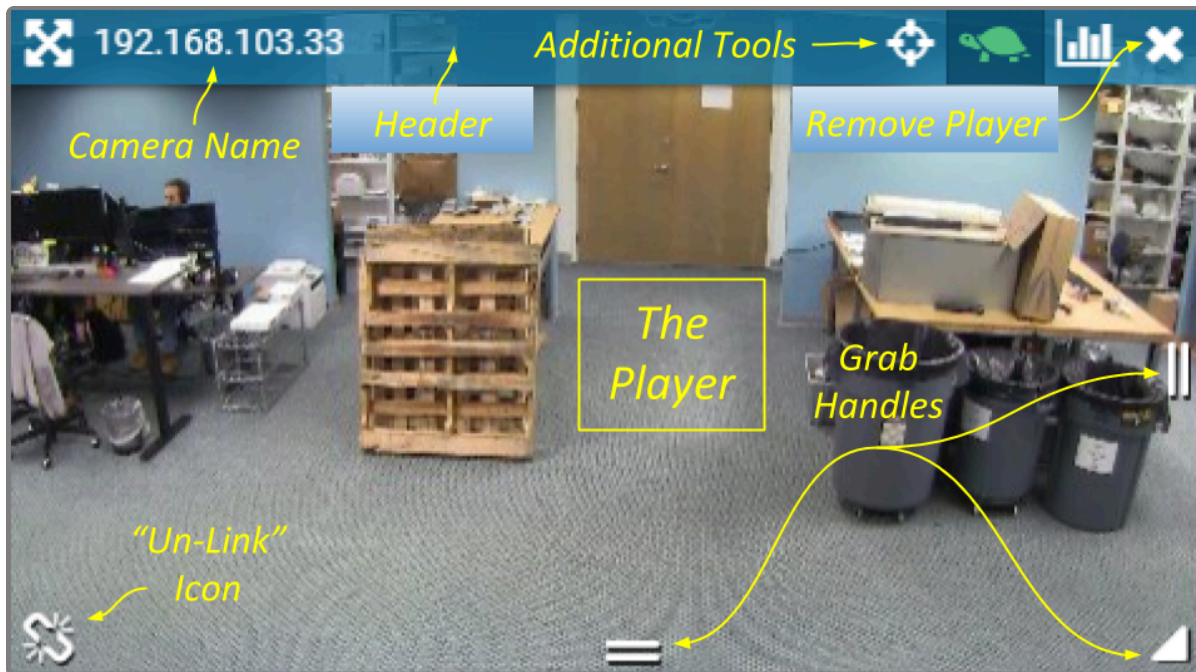 192.168.103.33
Additional Tools
Camera Name
Header
Remove Player
The
Player
Grab
Handles
“Un-Link”
Icon